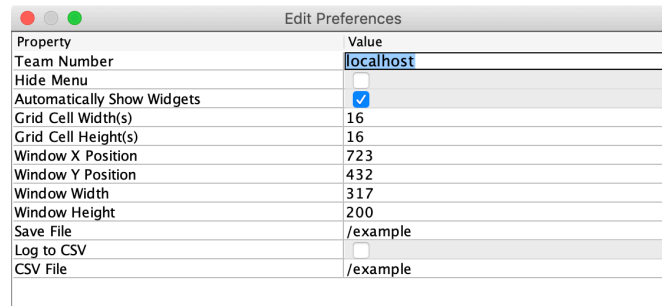 Edit Preferences
Property Value
Team Number localhost
Hide Menu
Automatically Show Widgets
Grid Cell Width(s) 16
Grid Cell Height(s) 16
Window X Position 723
Window Y Position 432
Window Width 317
Window Height 200
Save File /example
Log to CSV
CSV File /example